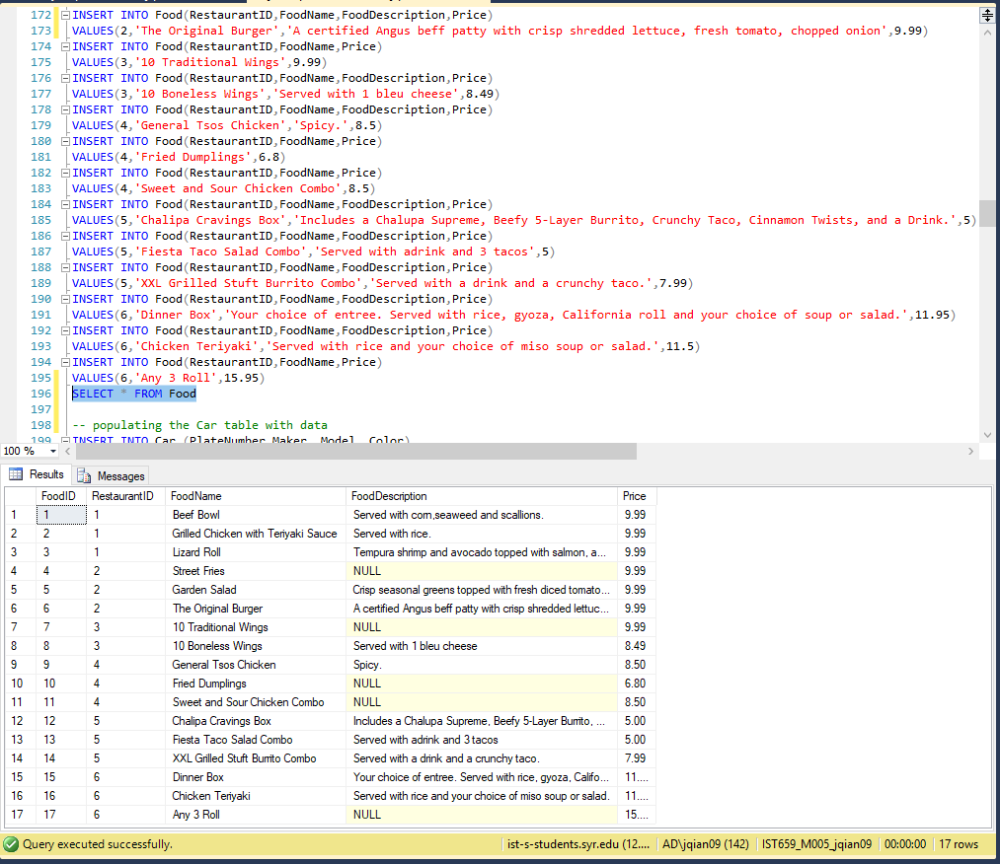 172 INSERT INTO Food(RestaurantID,FoodName,FoodDescription,Price)
173 VALUES(2,'The Original Burger','A certified Angus beff patty with crisp shredded lettuce, fresh tomato, chopped onion',9.99)
174 INSERT INTO Food(RestaurantID,FoodName,Price)
175 VALUES(3,'10 Traditional Wings',9.99)
176 INSERT INTO Food(RestaurantID,FoodName,FoodDescription,Price)
177 VALUES(3,'10 Boneless Wings','Served with 1 bleu cheese',8.49)
178 INSERT INTO Food(RestaurantID,FoodName,FoodDescription,Price)
179 VALUES(4,'General Tsos Chicken','Spicy.',8.5)
180 INSERT INTO Food(RestaurantID,FoodName,Price)
181 VALUES(4,'Fried Dumplings',6.8)
182 INSERT INTO Food(RestaurantID,FoodName,Price)
183 VALUES(4,'Sweet and Sour Chicken Combo',8.5)
184 INSERT INTO Food(RestaurantID,FoodName,FoodDescription,Price)
185 VALUES(5,'Chalipa Cravings Box','Includes a Chalupa Supreme, Beefy 5-Layer Burrito, Crunchy Taco, Cinnamon Twists, and a Drink.',5)
186 INSERT INTO Food(RestaurantID,FoodName,FoodDescription,Price)
187 VALUES(5,'Fiesta Taco Salad Combo','Served with adrink and 3 tacos',5)
188 INSERT INTO Food(RestaurantID,FoodName,FoodDescription,Price)
189 VALUES(5,'XXL Grilled Stuft Burrito Combo','Served with a drink and a crunchy taco.',7.99)
190 INSERT INTO Food(RestaurantID,FoodName,FoodDescription,Price)
191 VALUES(6,'Dinner Box','Your choice of entree. Served with rice, gyoza, California roll and your choice of soup or salad.',11.95)
192 INSERT INTO Food(RestaurantID,FoodName,FoodDescription,Price)
193 VALUES(6,'Chicken Teriyaki','Served with rice and your choice of miso soup or salad.',11.5)
194 INSERT INTO Food(RestaurantID,FoodName,Price)
195 VALUES(6,'Any 3 Roll',15.95)
196 SELECT * FROM Food
197
198 -- populating the Car table with data
199 INSERT INTO Car (PlateNumber,Maker, Model, Color)
100 %
Results Messages
FoodID RestaurantID FoodName FoodDescription Price
1 1 1 Beef Bowl Served with corn,seaweed and scallions. 9.99
2 2 1 Grilled Chicken with Teriyaki Sauce Served with rice. 9.99
3 3 1 Lizard Roll Tempura shrimp and avocado topped with salmon, a... 9.99
4 4 2 Street Fries NULL 9.99
5 5 2 Garden Salad Crisp seasonal greens topped with fresh diced tomato... 9.99
6 6 2 The Original Burger A certified Angus beff patty with crisp shredded lettuc... 9.99
7 7 3 10 Traditional Wings NULL 9.99
8 8 3 10 Boneless Wings Served with 1 bleu cheese 8.49
9 9 4 General Tsos Chicken Spicy. 8.50
10 10 4 Fried Dumplings NULL 6.80
11 11 4 Sweet and Sour Chicken Combo NULL 8.50
12 12 5 Chalipa Cravings Box Includes a Chalupa Supreme, Beefy 5-Layer Burrito, ... 5.00
13 13 5 Fiesta Taco Salad Combo Served with adrink and 3 tacos 5.00
14 14 5 XXL Grilled Stuft Burrito Combo Served with a drink and a crunchy taco. 7.99
15 15 6 Dinner Box Your choice of entree. Served with rice, gyoza, Califo... 11....
16 16 6 Chicken Teriyaki Served with rice and your choice of miso soup or salad. 11....
17 17 6 Any 3 Roll NULL 15....
Query executed successfully. ist-s-students.syr.edu (12.... AD\jqian09 (142) IST659_M005_jqian09 00:00:00 17 rows